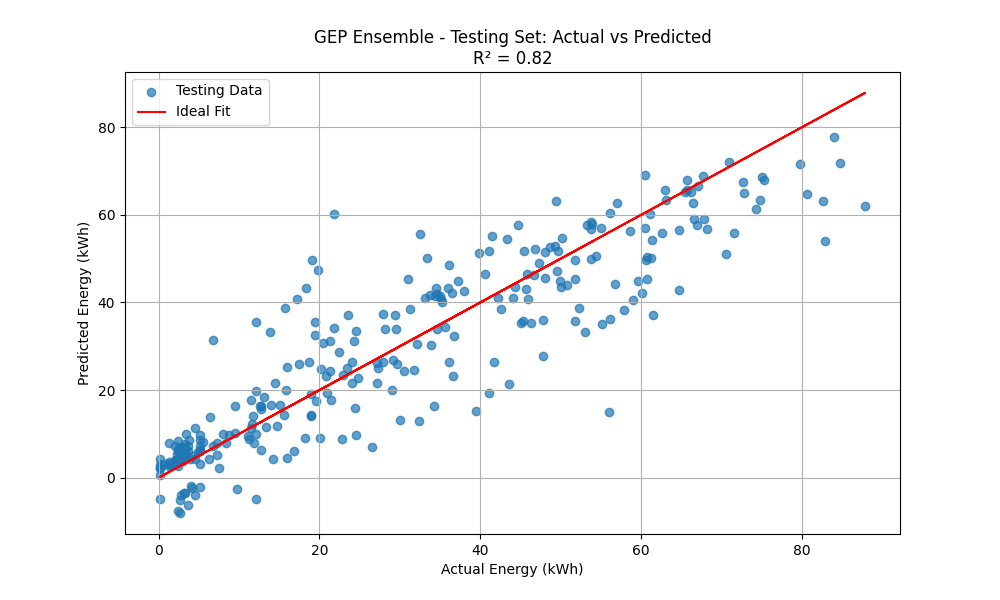 GEP Ensemble - Testing Set: Actual vs Predicted
R² = 0.82
Testing Data
Ideal Fit
Predicted Energy (kWh)
80
60
40
20
0
0 20 40 60 80
Actual Energy (kWh)